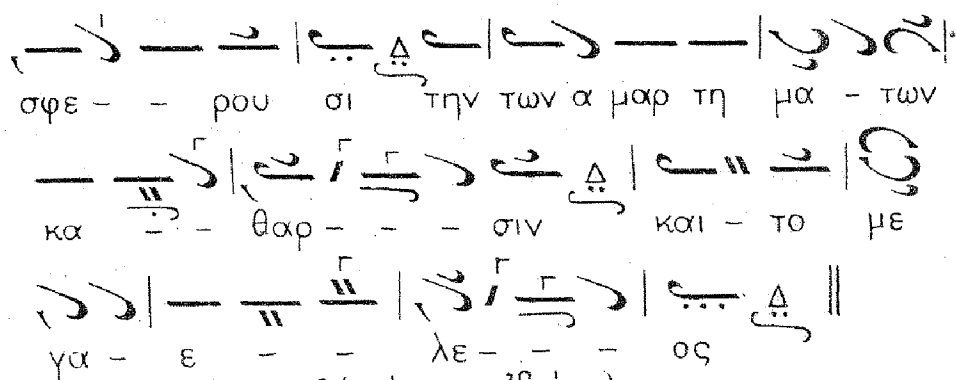 σφε - - ρου σι την των α μαρ τη μα - των
κα - - θαρ - - - σιν και - το με
γα - ε - - λε - - - ος